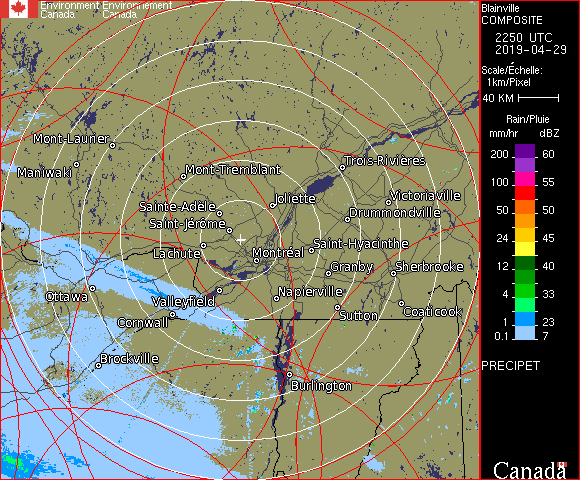 Environment Environnement
Canada Canada
Blainville
COMPOSITE
2250 UTC
2019-04-29
Scale/Échelle:
1km/Pixel
40 KM
Rain/Pluie
mm/hr dBZ
200 60
100 55
50 50
24 45
12 40
4 33
1 23
0.1 7
PRECIPET
Canada
Mont-Laurier
Maniwaki
Mont-Tremblant
Trois-Rivières
Joliette
Victoriaville
Sainte-Adèle
Drummondville
Saint-Jérôme
Saint-Hyacinthe
Lachute
Montréal
Granby
Sherbrooke
Ottawa
Valleyfield
Napierville
Cornwall
Sutton
Coaticook
Brockville
Burlington